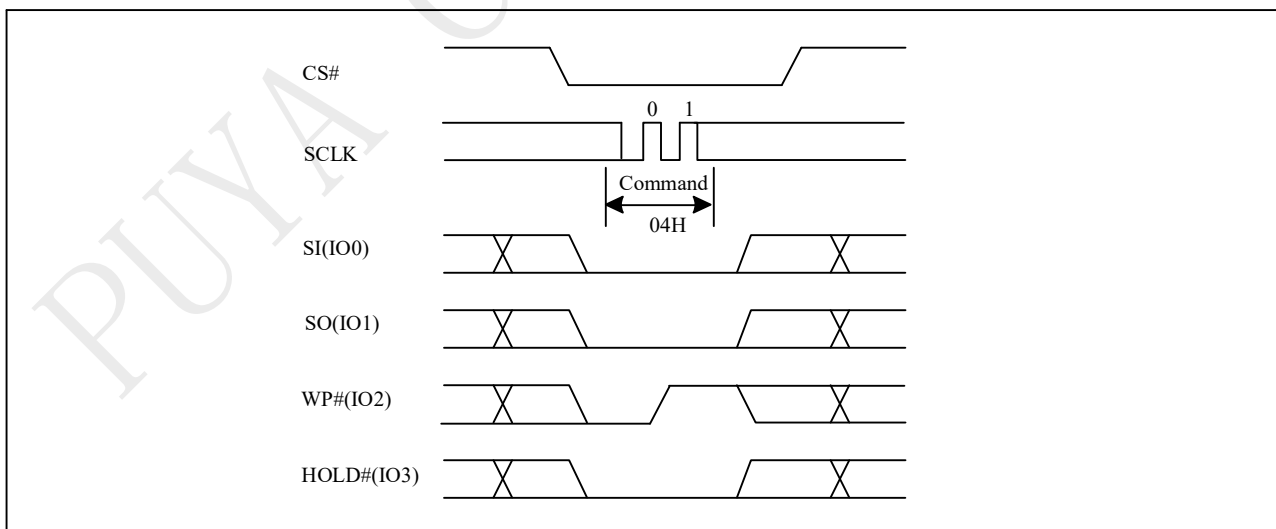 CS#
0 1
SCLK
Command
04H
SI(IO0)
SO(IO1)
WP#(IO2)
HOLD#(IO3)
PUYA